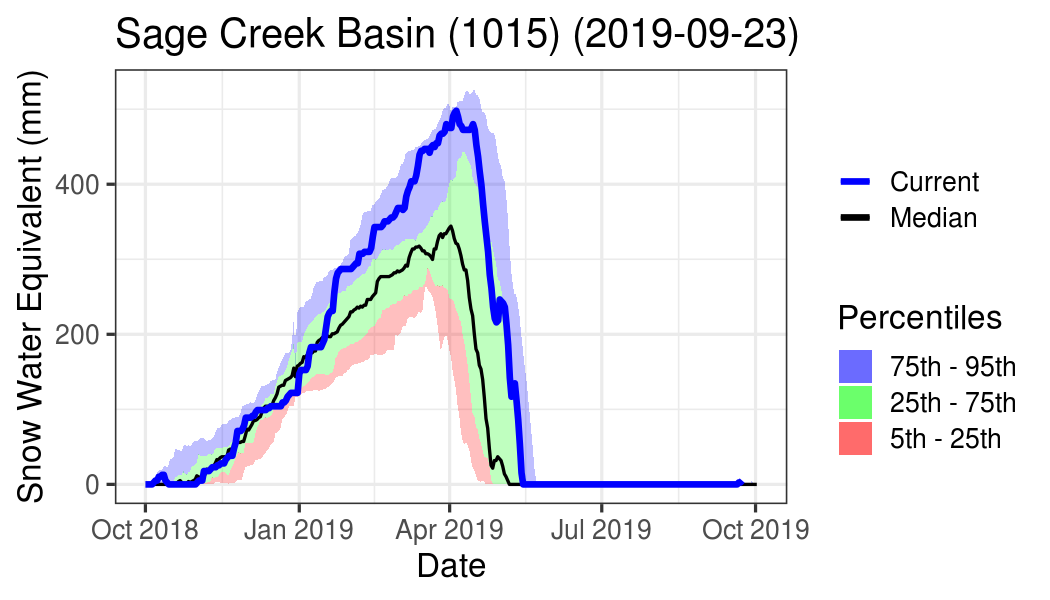 Sage Creek Basin (1015) (2019-09-23)
Snow Water Equivalent (mm)
400
200
0
Oct 2018 Jan 2019 Apr 2019 Jul 2019 Oct 2019
Date
Current
Median
Percentiles
75th - 95th
25th - 75th
5th - 25th